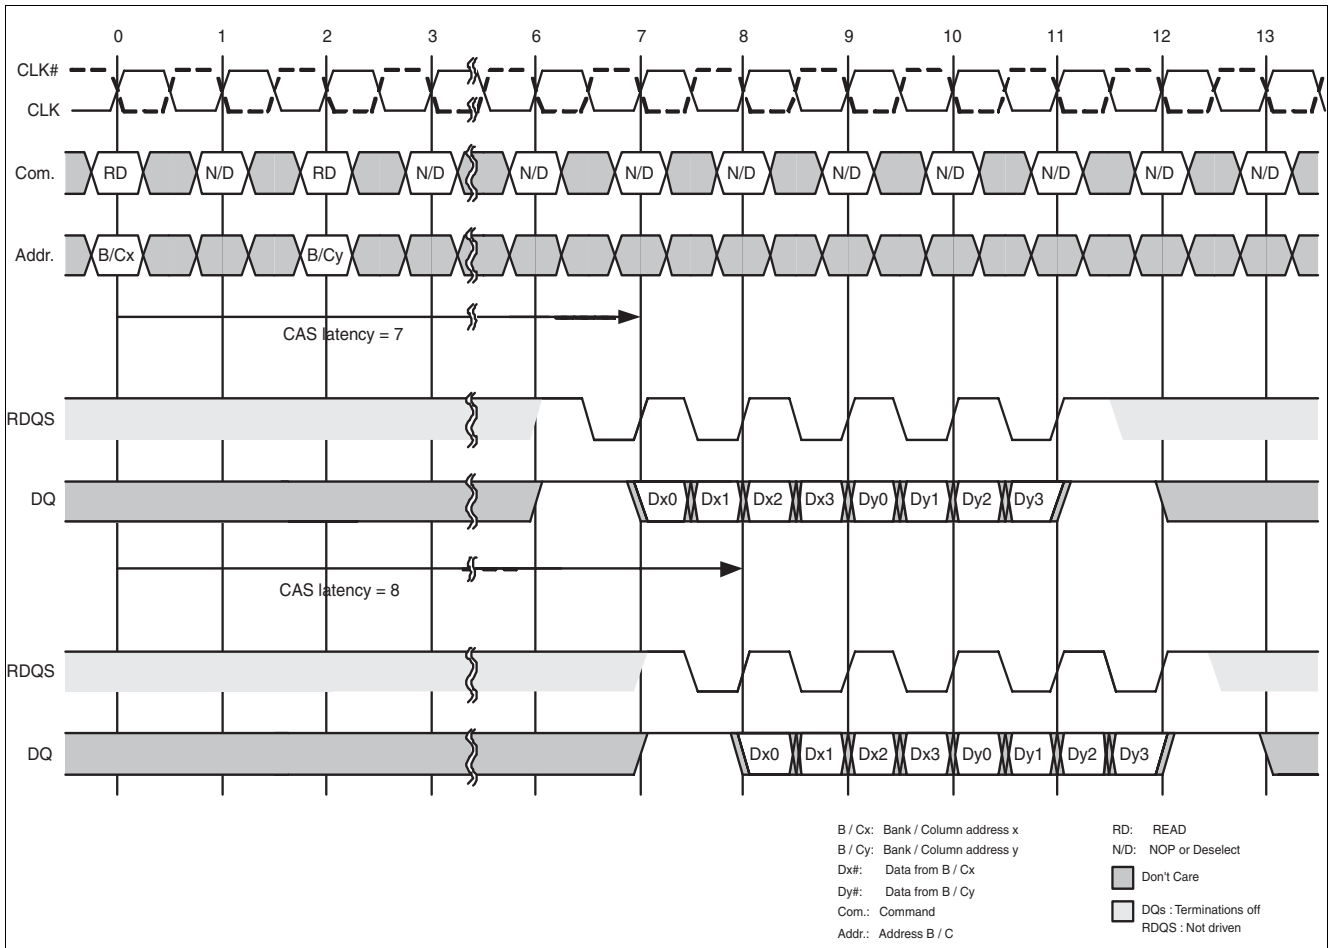 0 1 2 3 6 7 8 9 10 11 12 13
CLK#
CLK
Com. RD N/D RD N/D N/D N/D N/D N/D N/D N/D N/D N/D
Addr. B/Cx B/Cy
CAS latency = 7
RDQS
DQ Dx0 Dx1 Dx2 Dx3 Dy0 Dy1 Dy2 Dy3
CAS latency = 8
RDQS
DQ Dx0 Dx1 Dx2 Dx3 Dy0 Dy1 Dy2 Dy3
B / Cx: Bank / Column address x
B / Cy: Bank / Column address y
Dx#: Data from B / Cx
Dy#: Data from B / Cy
Com.: Command
Addr.: Address B / C
RD: READ
N/D: NOP or Deselect
Don't Care
DQs : Terminations off
RDQS : Not driven